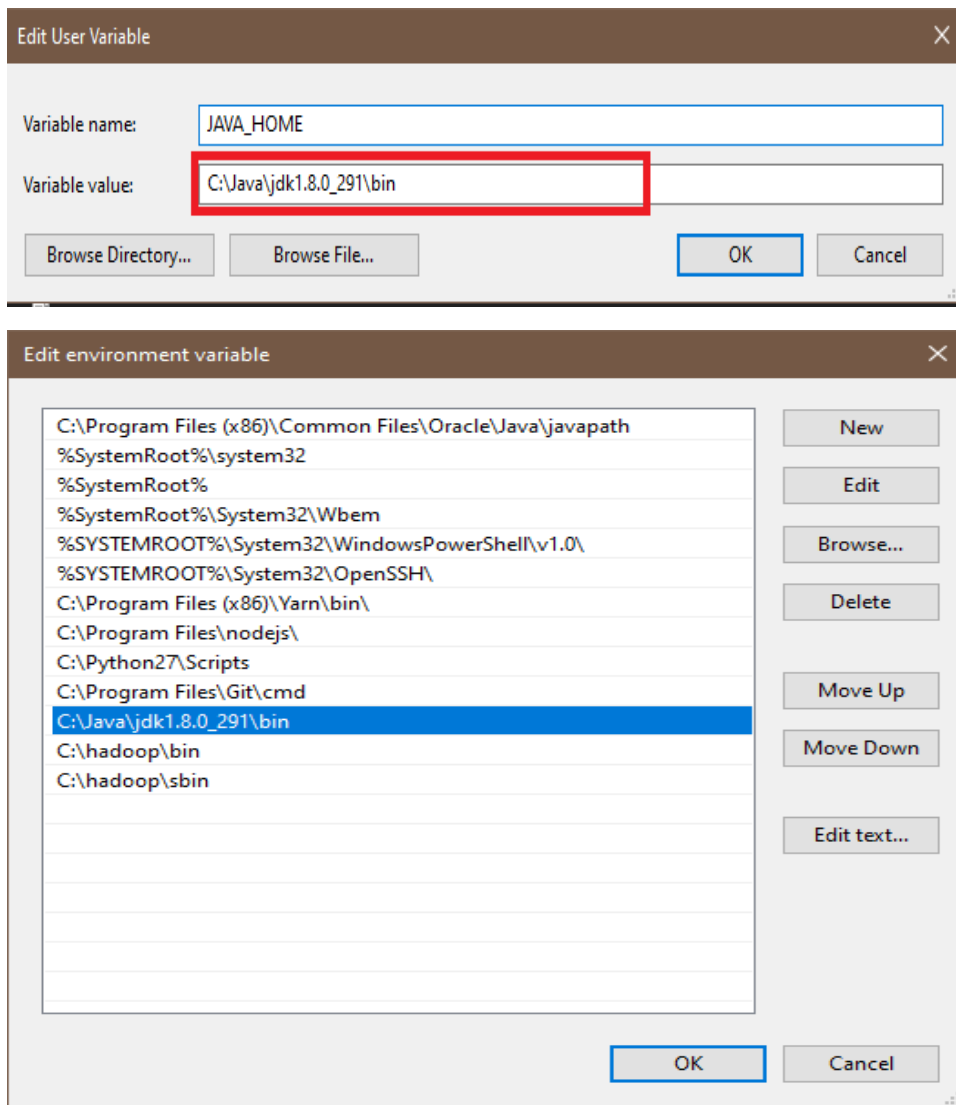 Edit User Variable
Variable name: JAVA_HOME
Variable value: C:\Java\jdk1.8.0_291\bin
Browse Directory... Browse File... OK Cancel
Edit environment variable
C:\Program Files (x86)\Common Files\Oracle\Java\javapath New
%SystemRoot%\system32
%SystemRoot% Edit
%SystemRoot%\System32\Wbem
%SYSTEMROOT%\System32\WindowsPowerShell\v1.0\ Browse...
%SYSTEMROOT%\System32\OpenSSH\
C:\Program Files (x86)\Yarn\bin\ Delete
C:\Program Files\nodejs\
C:\Python27\Scripts
C:\Program Files\Git\cmd Move Up
C:\Java\jdk1.8.0_291\bin
C:\hadoop\bin Move Down
C:\hadoop\sbin
Edit text...
OK Cancel